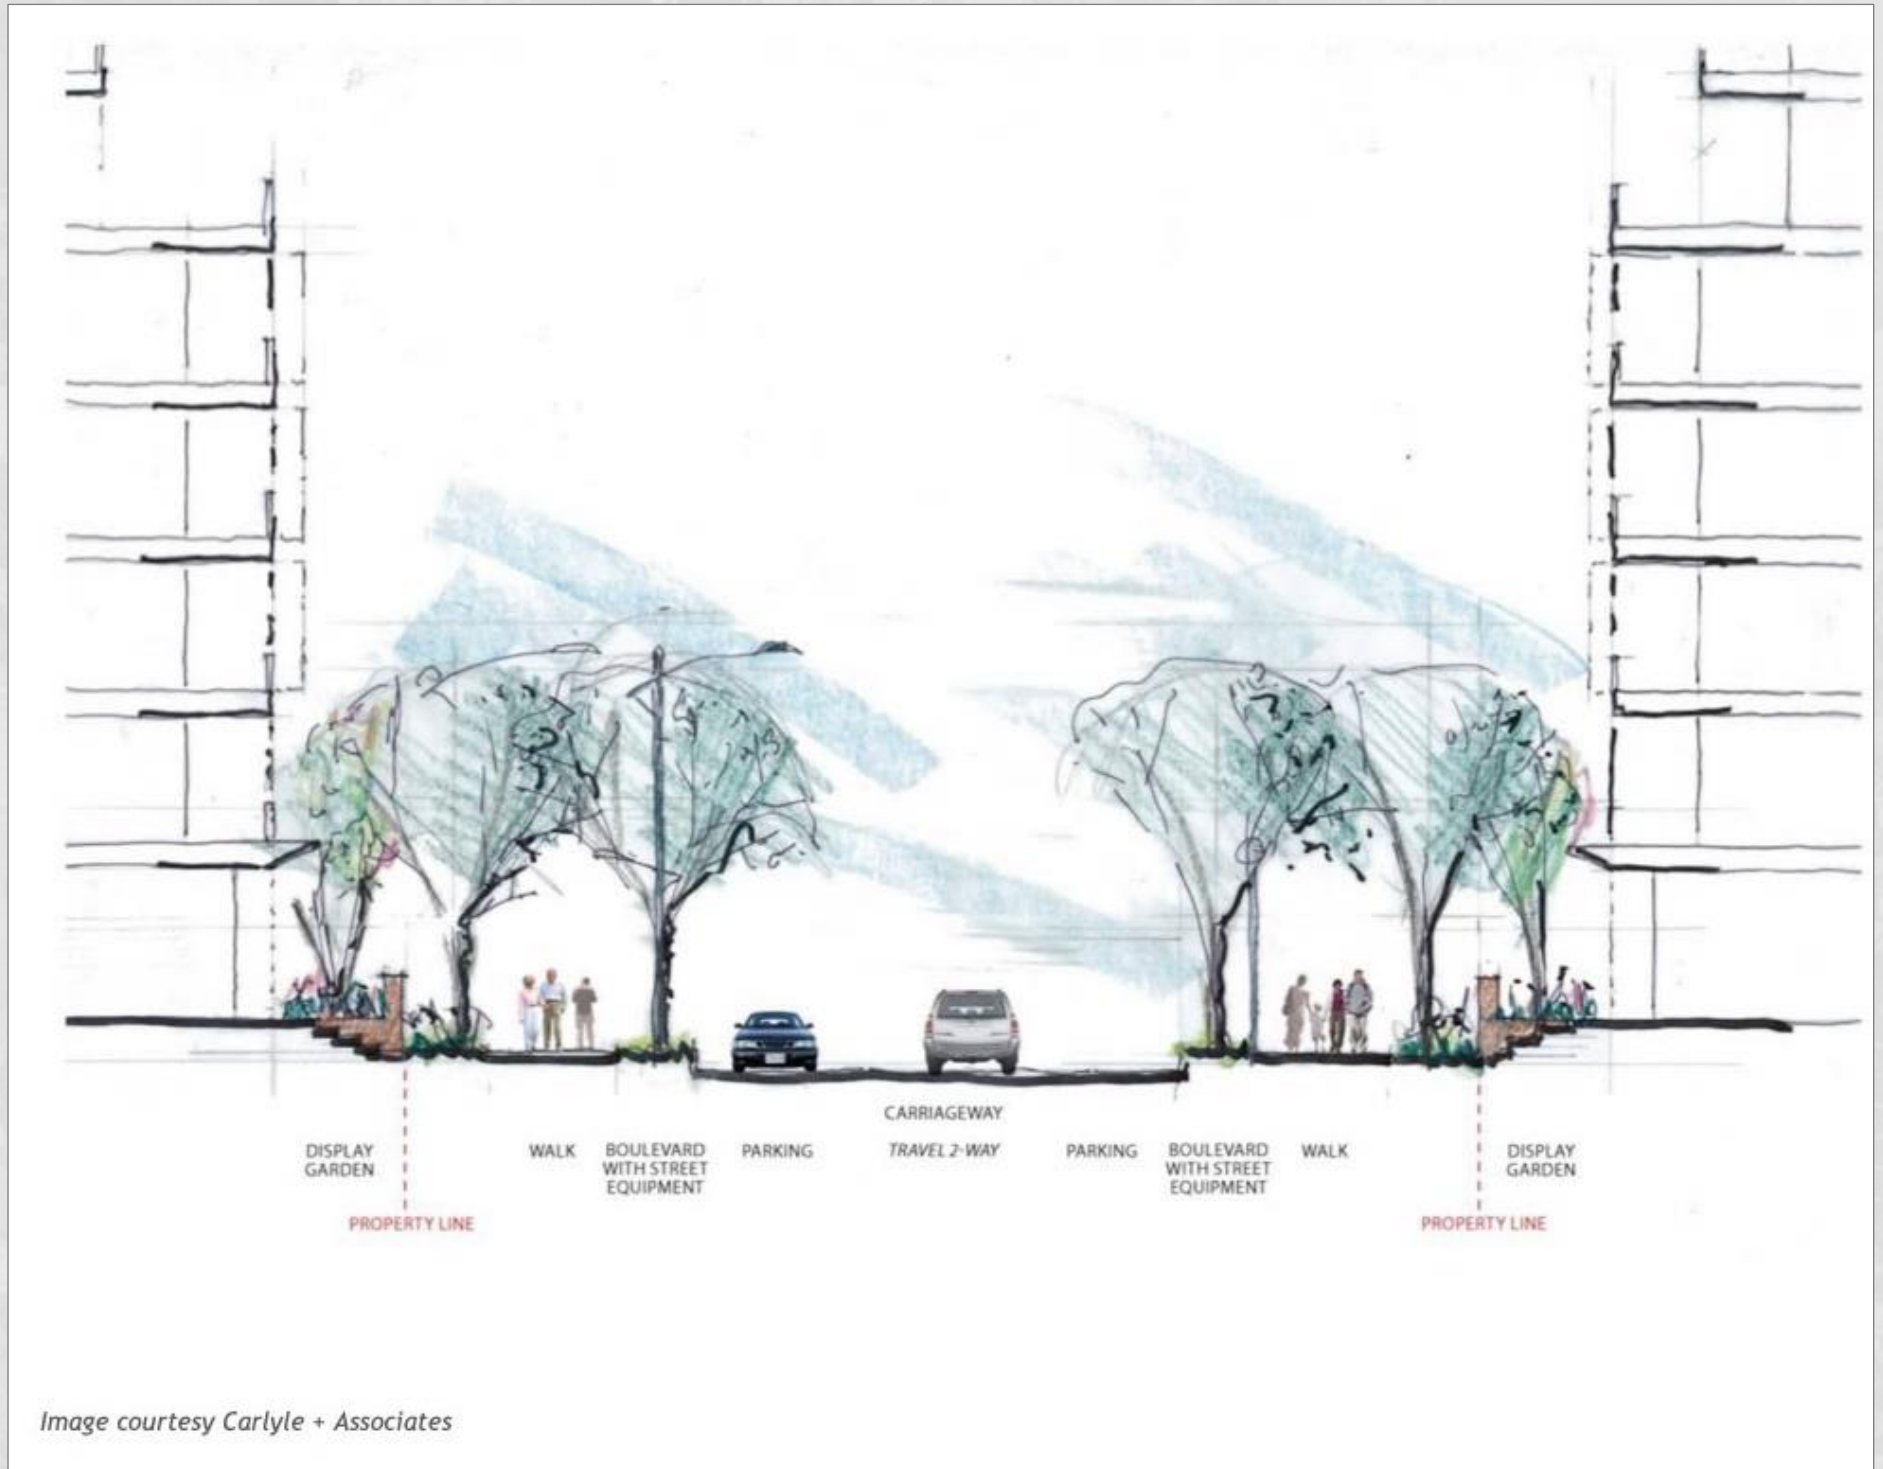 CARRIAGEWAY
DISPLAY
GARDEN
WALK
BOULEVARD
WITH STREET
EQUIPMENT
PARKING
TRAVEL 2-WAY
PARKING
BOULEVARD
WITH STREET
EQUIPMENT
WALK
DISPLAY
GARDEN
PROPERTY LINE
PROPERTY LINE
Image courtesy Carlyle + Associates